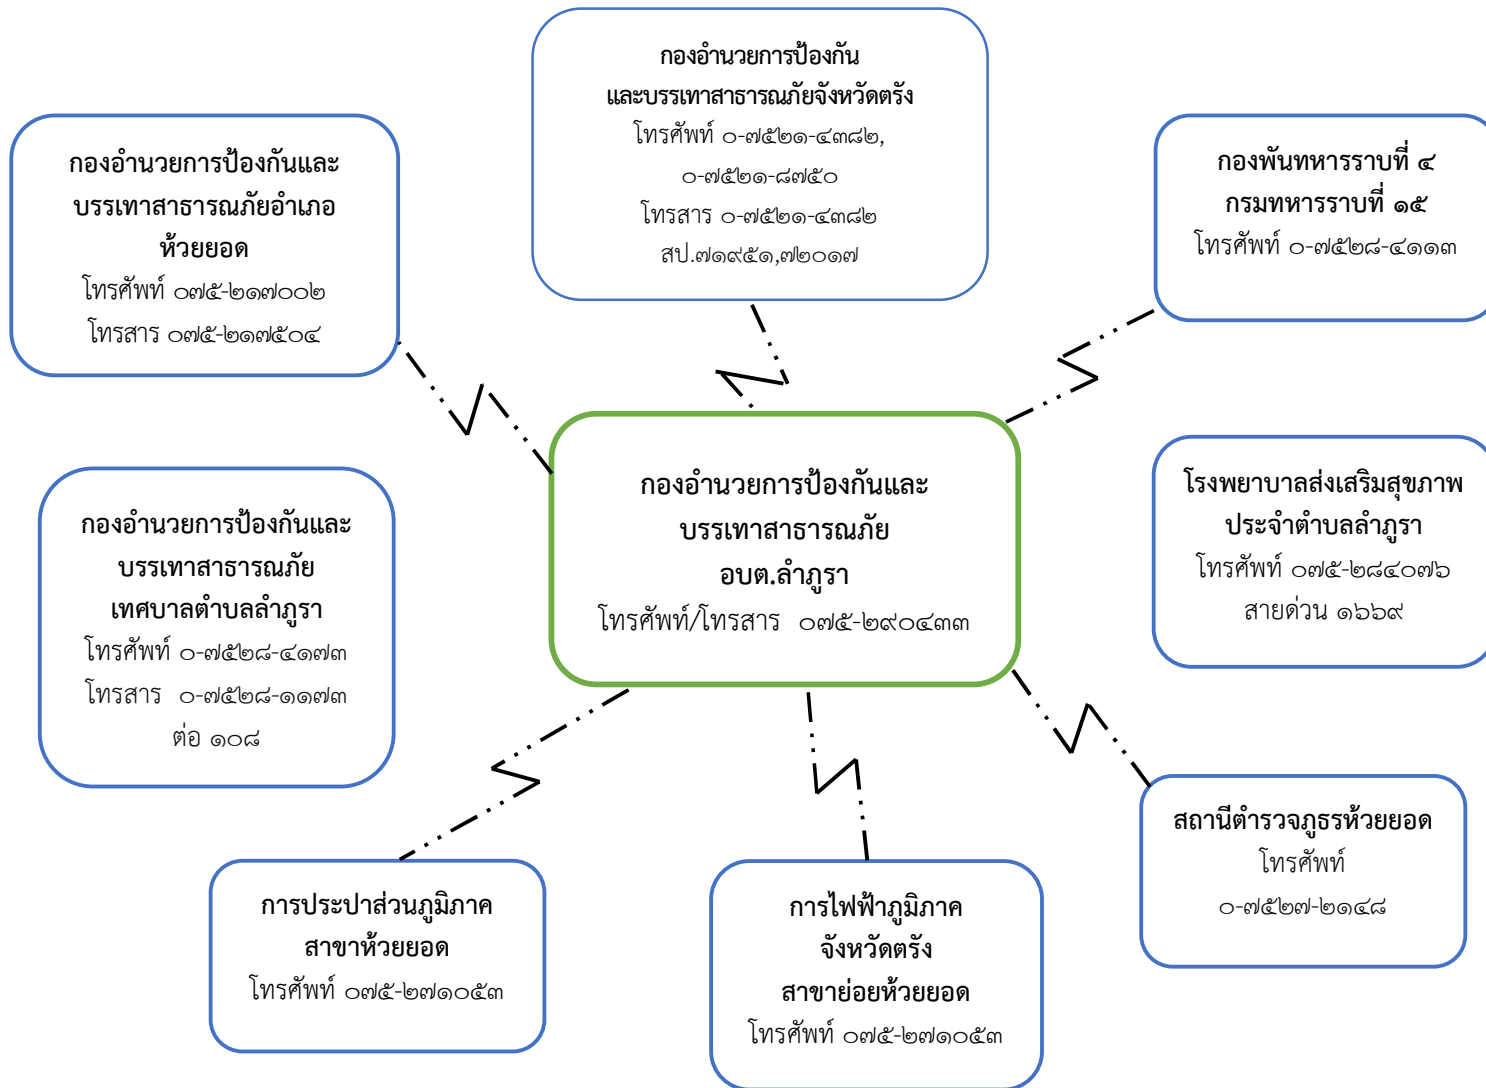 กองอำนวยการป้องกัน
และบรรเทาสาธารณภัยจังหวัดตรัง
โทรศัพท์ ๐-๗๕๒๑-๔๓๘๒,
๐-๗๕๒๑-๘๗๕๐
โทรสาร ๐-๗๕๒๑-๔๓๘๒
สป.๗๑๙๕๑,๗๒๐๑๗
กองอำนวยการป้องกันและ
บรรเทาสาธารณภัยอำเภอ
ห้วยยอด
โทรศัพท์ ๐๗๕-๒๑๗๐๐๒
โทรสาร ๐๗๕-๒๑๗๕๐๔
กองพันทหารราบที่ ๔
กรมทหารราบที่ ๑๕
โทรศัพท์ ๐-๗๕๒๘-๔๑๑๓
กองอำนวยการป้องกันและ
บรรเทาสาธารณภัย
เทศบาลตำบลลำภูรา
โทรศัพท์ ๐-๗๕๒๘-๔๑๗๓
โทรสาร ๐-๗๕๒๘-๑๑๗๓
ต่อ ๑๐๘
กองอำนวยการป้องกันและ
บรรเทาสาธารณภัย
อบต.ลำภูรา
โทรศัพท์/โทรสาร ๐๗๕-๒๙๐๔๓๓
โรงพยาบาลส่งเสริมสุขภาพ
ประจำตำบลลำภูรา
โทรศัพท์ ๐๗๕-๒๘๔๐๗๖
สายด่วน ๑๖๖๙
การประปาส่วนภูมิภาค
สาขาห้วยยอด
โทรศัพท์ ๐๗๕-๒๗๑๐๕๓
การไฟฟ้าภูมิภาค
จังหวัดตรัง
สาขาย่อยห้วยยอด
โทรศัพท์ ๐๗๕-๒๗๑๐๕๓
สถานีตำรวจภูธรห้วยยอด
โทรศัพท์
๐-๗๕๒๗-๒๑๔๘